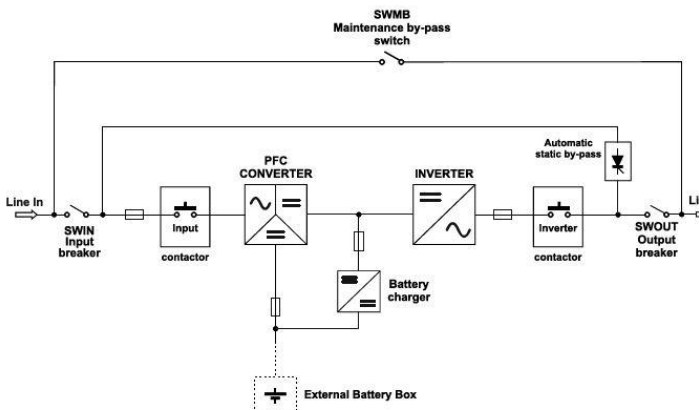 SWMB
Maintenance by-pass
switch
Automatic
static by-pass
PFC
CONVERTER
INVERTER
Line In
Input
Inverter
SWIN
Input
breaker
contactor
contactor
SWOUT
Output
breaker
Battery
charger
External Battery Box